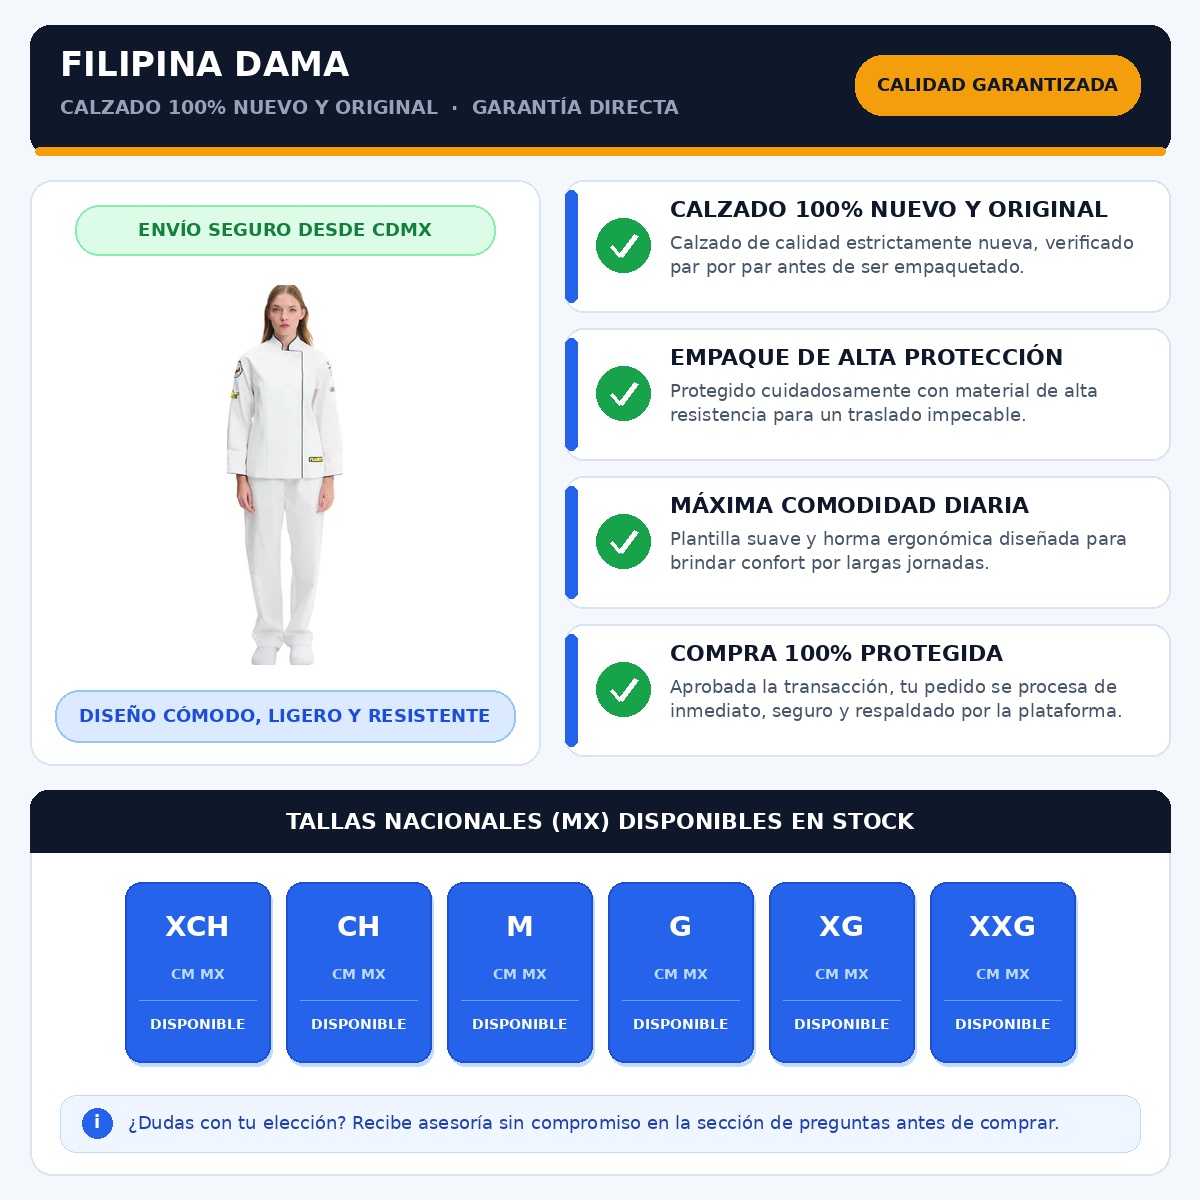 FILIPINA DAMA
CALZADO 100% NUEVO Y ORIGINAL · GARANTÍA DIRECTA
CALIDAD GARANTIZADA
ENVÍO SEGURO DESDE CDMX
DISEÑO CÓMODO, LIGERO Y RESISTENTE
CALZADO 100% NUEVO Y ORIGINAL
Calzado de calidad estrictamente nueva, verificado
par por par antes de ser empaquetado.
EMPAQUE DE ALTA PROTECCIÓN
Protegido cuidadosamente con material de alta
resistencia para un traslado impecable.
MÁXIMA COMODIDAD DIARIA
Plantilla suave y horma ergonómica diseñada para
brindar confort por largas jornadas.
COMPRA 100% PROTEGIDA
Aprobada la transacción, tu pedido se procesa de
inmediato, seguro y respaldado por la plataforma.
TALLAS NACIONALES (MX) DISPONIBLES EN STOCK
XCH
CM MX
DISPONIBLE
CH
CM MX
DISPONIBLE
M
CM MX
DISPONIBLE
G
CM MX
DISPONIBLE
XG
CM MX
DISPONIBLE
XXG
CM MX
DISPONIBLE
i ¿Dudas con tu elección? Recibe asesoría sin compromiso en la sección de preguntas antes de comprar.